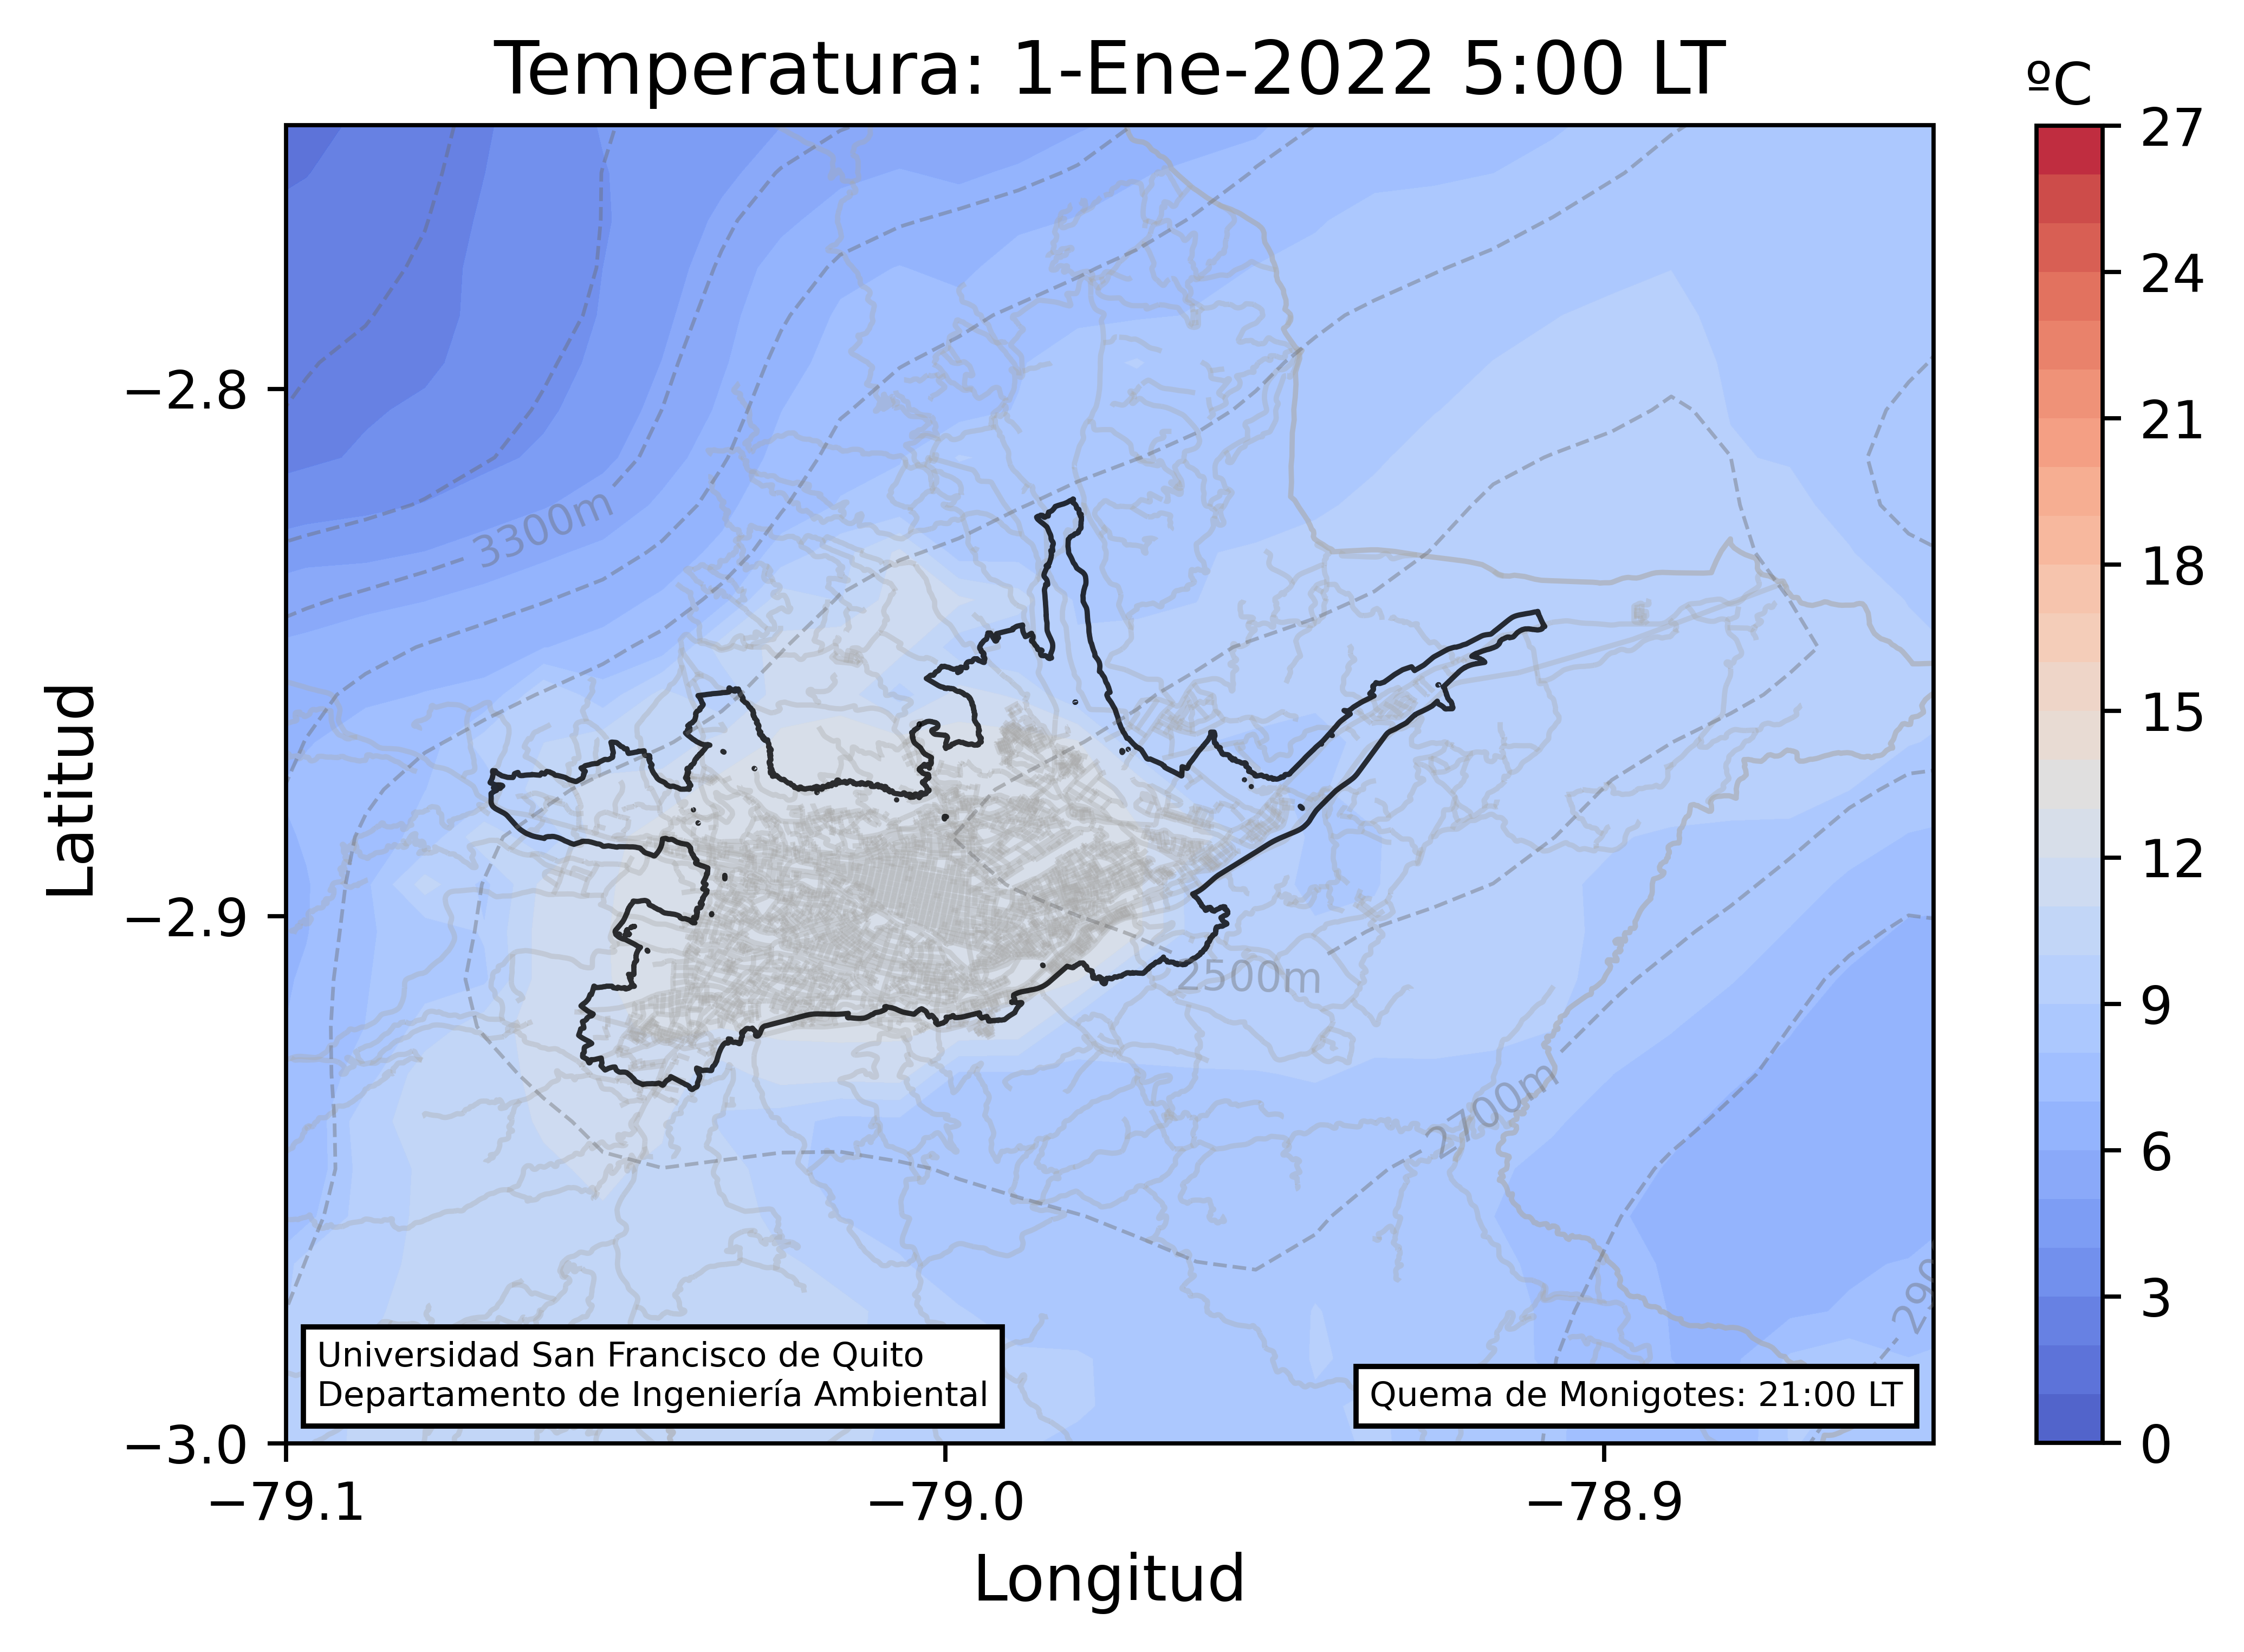 Temperatura: 1-Ene-2022 5:00 LT
ºC
27
24
21
18
15
12
9
6
3
0
Latitud
−2.8
−2.9
−3.0
3300m
2500m
2700m
290
Universidad San Francisco de Quito
Departamento de Ingeniería Ambiental
Quema de Monigotes: 21:00 LT
−79.1
−79.0
−78.9
Longitud